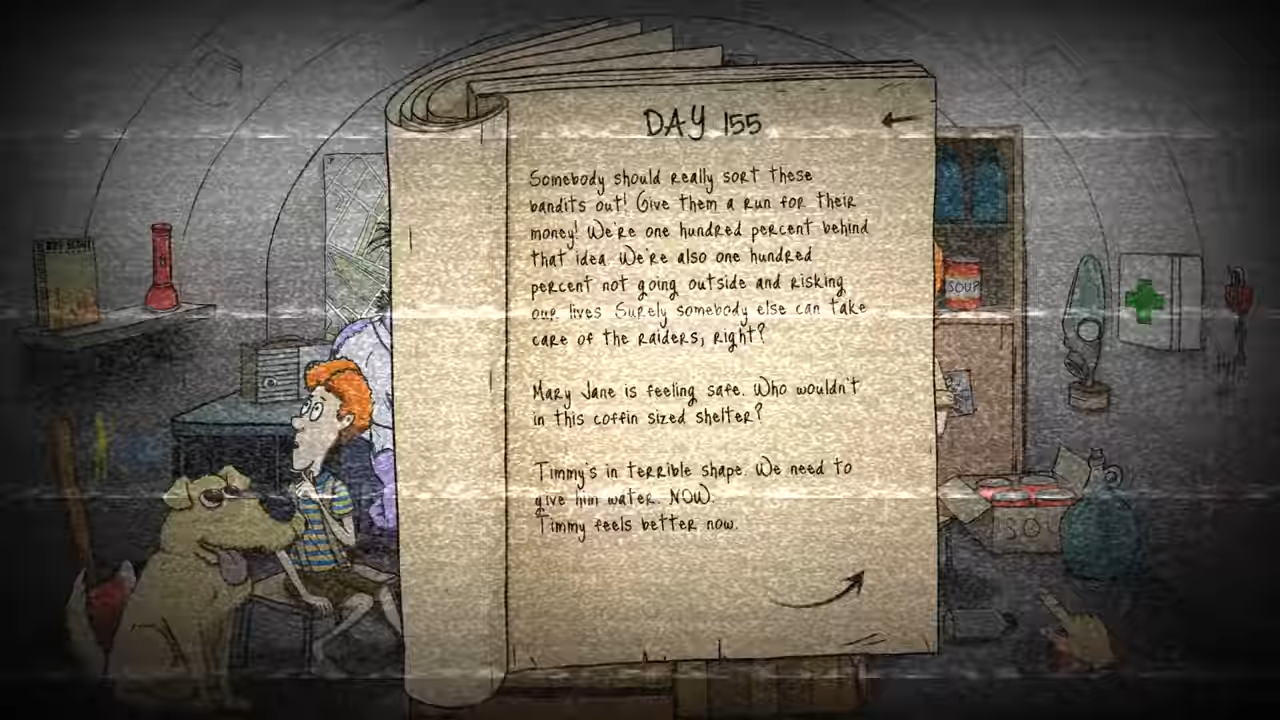 DAY 155
Somebody should really sort these
bandits out! Give them a run for their
money! We're one hundred percent behind
that idea. We're also one hundred
percent not going outside and risking
our lives. Surely somebody else can take
care of the raiders, right?
Mary Jane is feeling safe. Who wouldn't
in this coffin sized shelter?
Timmy's in terrible shape. We need to
give him water. NOW.
Timmy feels better now.
SOUP
SOU